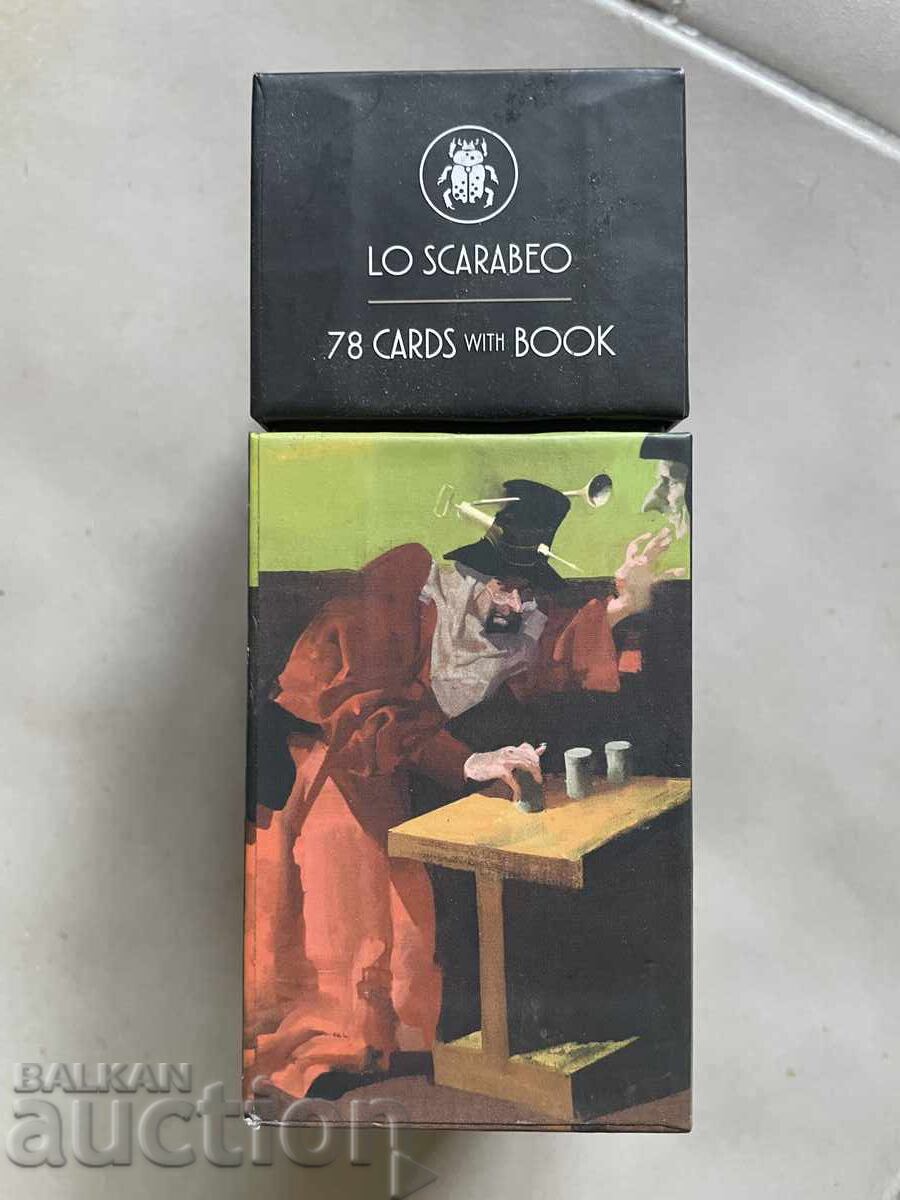 LO SCARABEO
78 CARDS WITH BOOK
BALKAN
auction